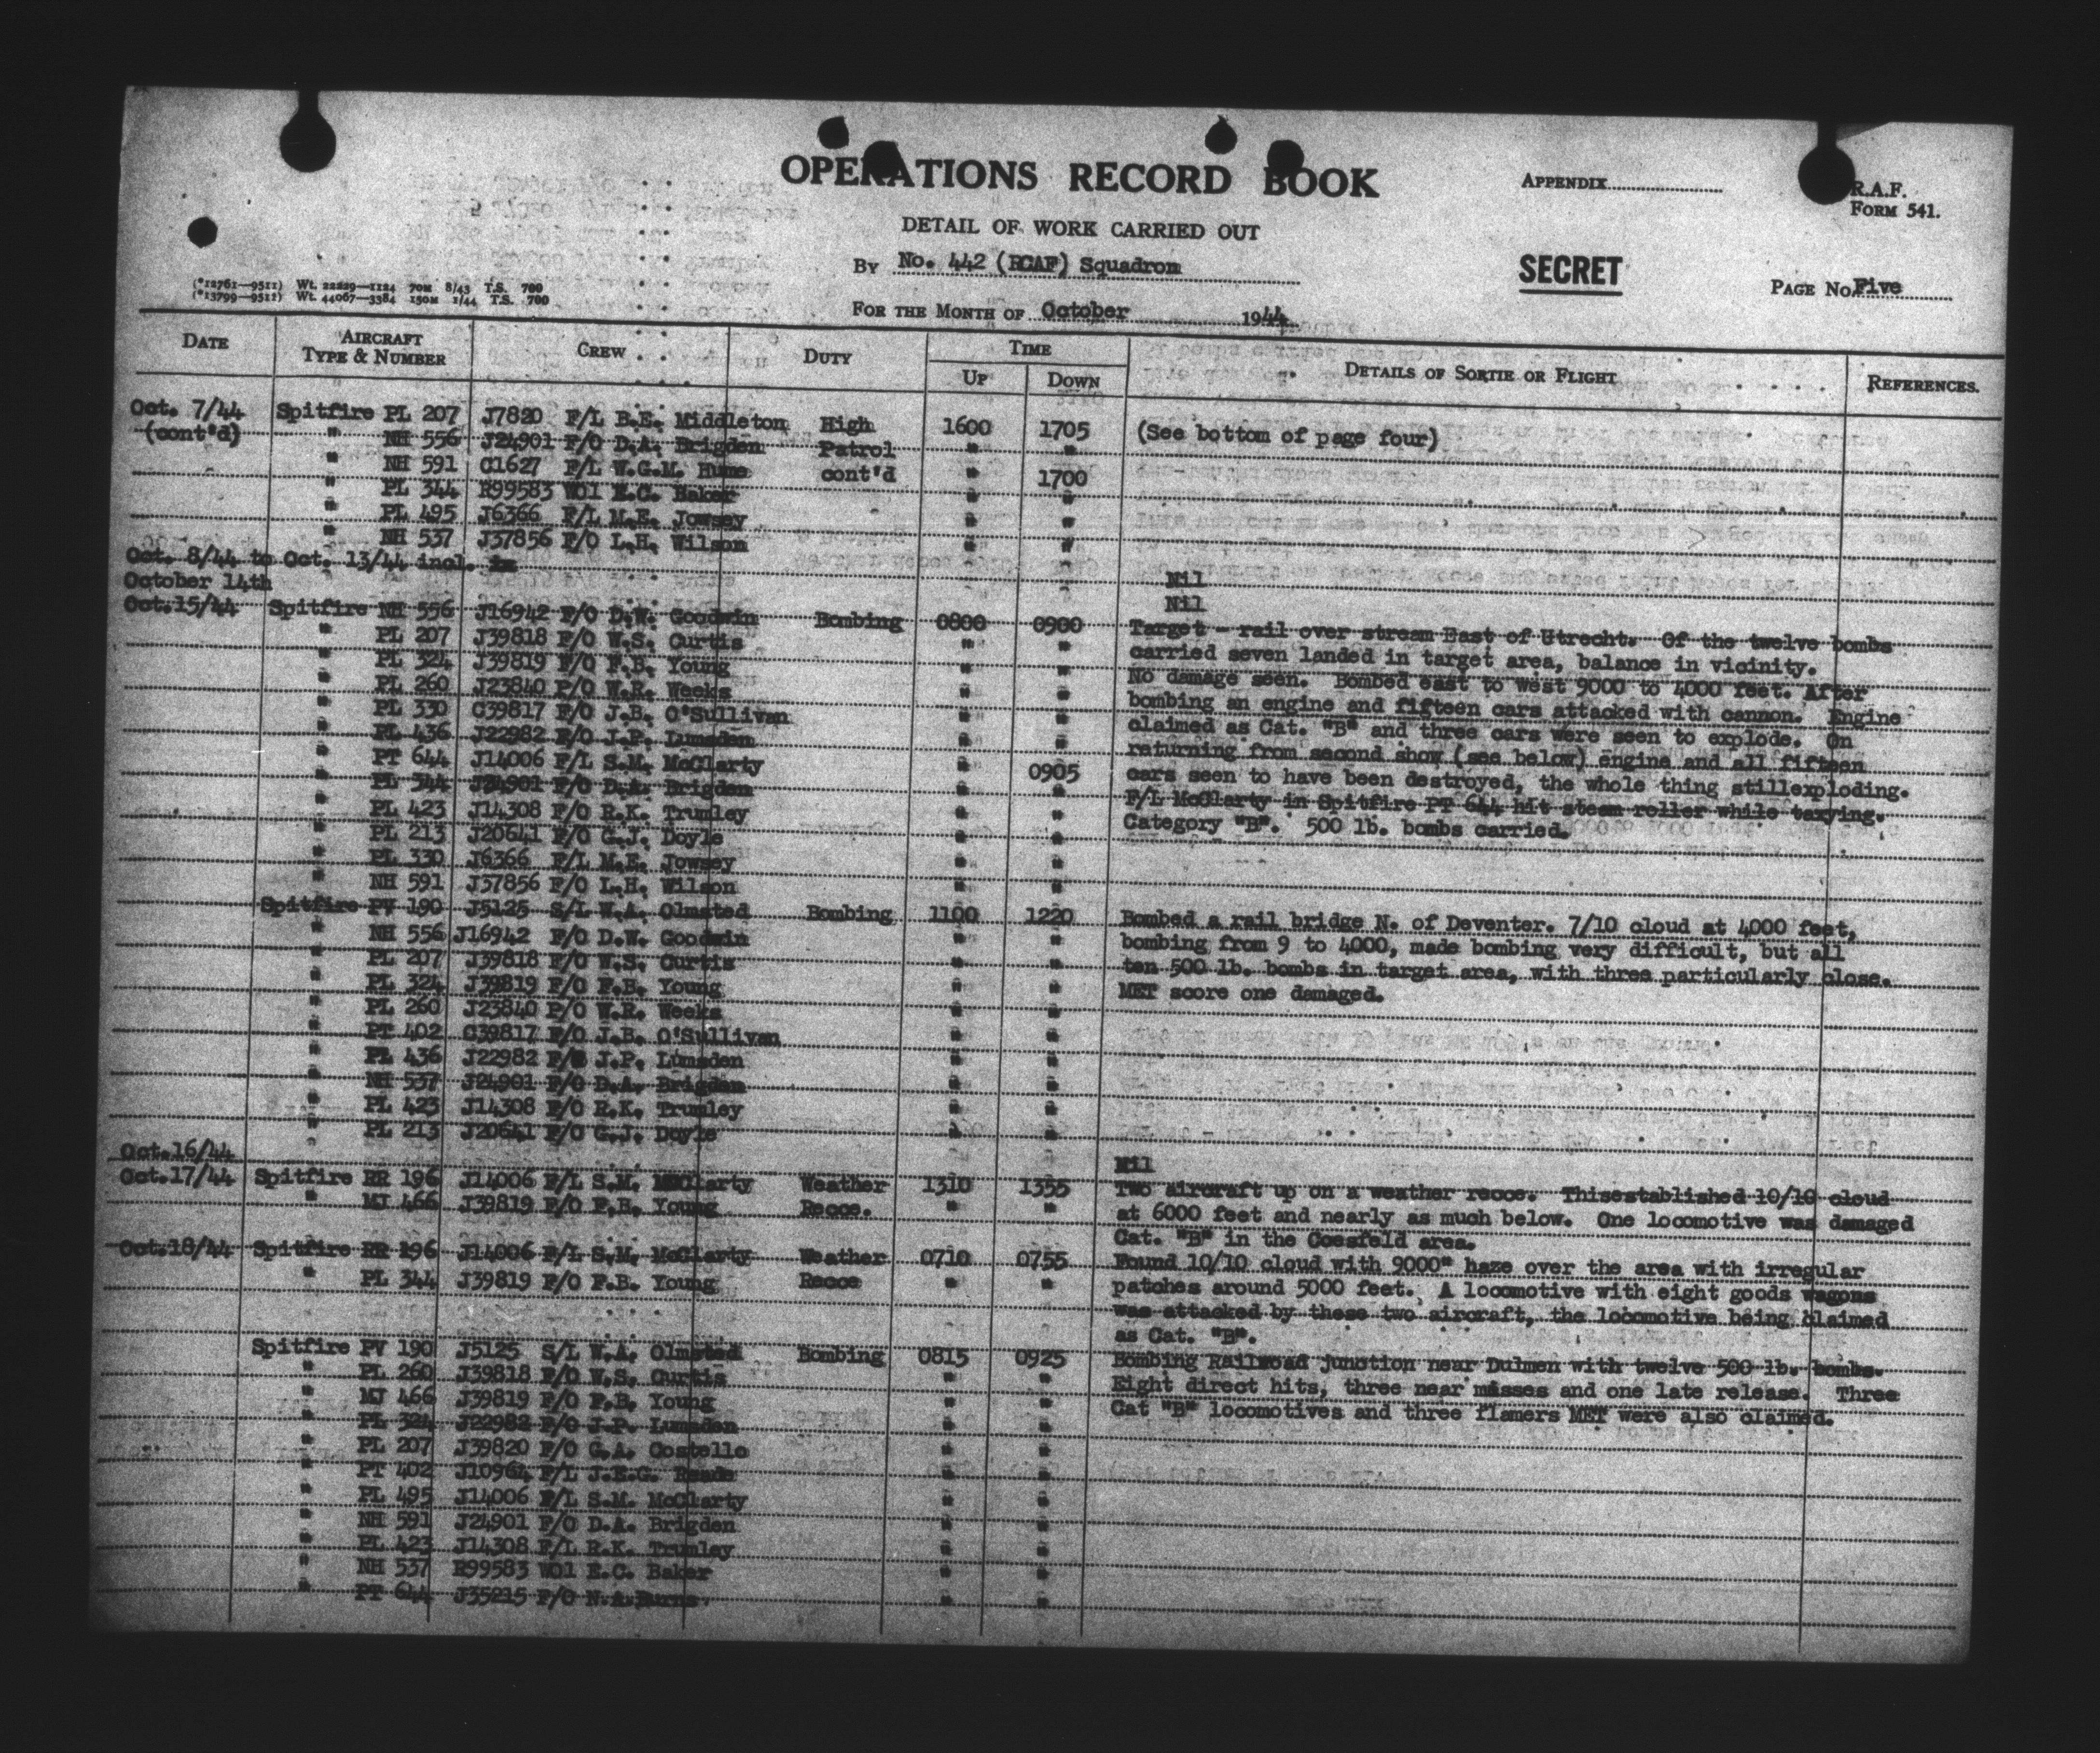 OPERATIONS RECORD BOOK
APPENDIX
R.A.F.
FORM 541.
DETAIL OF WORK CARRIED OUT
BY No. 442 (RCAF) Squadron
SECRET
PAGE No. Five
(*12761—9511) Wt. 22229—1124 70M 8/43 T.S. 700
(*13799—9512) Wt. 44067—3384 150M 1/44 T.S. 700
FOR THE MONTH OF October 1944
DATE AIRCRAFT TYPE & NUMBER CREW DUTY TIME UP DOWN DETAILS OF SORTIE OR FLIGHT REFERENCES.
Oct. 7/44 Spitfire PL 207 J7820 F/L B.E. Middleton High 1600 1705 (See bottom of page four)
(cont'd) " NH 556 J24901 F/O D.A. Brigden Patrol " "
" NH 591 C1627 F/L W.G.M. Hume cont'd " 1700
" PL 344 R99583 WO1 E.C. Baker " "
" PL 495 J6366 F/L M.E. Jowsey " "
" NH 537 J37856 F/O L.H. Wilson " "
Oct. 8/44 to Oct. 13/44 incl. Nil
October 14th Nil
Oct.15/44 Spitfire NH 556 J16942 F/O D.W. Goodwin Bombing 0800 0900 Target - rail over stream East of Utrecht. Of the twelve bombs
" PL 207 J39818 F/O W.S. Curtis " " carried seven landed in target area, balance in vicinity.
" PL 324 J39819 F/O F.B. Young " " No damage seen. Bombed east to west 9000 to 4000 feet. After
" PL 260 J23840 F/O W.R. Weeks " " bombing an engine and fifteen cars attacked with cannon. Engine
" PL 330 C39817 F/O J.B. O'Sullivan " " claimed as Cat. "B" and three cars were seen to explode. On
" PL 436 J22982 F/O J.P. Lumsden " " returning from second show (see below) engine and all fifteen
" PT 644 J14006 F/L S.M. McClarty " 0905 cars seen to have been destroyed, the whole thing stillexploding.
" PL 344 J24901 F/O D.A. Brigden " " F/L McClarty in Spitfire PT 644 hit steam roller while taxying.
" PL 423 J14308 F/O R.K. Trumley " " Category "B". 500 lb. bombs carried.
" PL 213 J20641 F/O G.J. Doyle " "
" PL 330 J6366 F/L M.E. Jowsey " "
" NH 591 J37856 F/O L.H. Wilson " "
Spitfire PV 190 J5125 S/L W.A. Olmsted Bombing 1100 1220 Bombed a rail bridge N. of Deventer. 7/10 cloud at 4000 feet,
" NH 556 J16942 F/O D.W. Goodwin " " bombing from 9 to 4000, made bombing very difficult, but all
" PL 207 J39818 F/O W.S. Curtis " " ten 500 lb. bombs in target area, with three particularly close.
" PL 324 J39819 F/O F.B. Young " " MET score one damaged.
" PL 260 J23840 F/O W.R. Weeks " "
" PT 402 C39817 F/O J.B. O'Sullivan " "
" PL 436 J22982 F/O J.P. Lumsden " "
" NH 537 J24901 F/O D.A. Brigden " "
" PL 423 J14308 F/O R.K. Trumley " "
" PL 213 J20641 F/O G.J. Doyle " "
Oct.16/44 Nil
Oct.17/44 Spitfire RR 196 J14006 F/L S.M. McClarty Weather 1310 1355 Two aircraft up on a weather recce. Thisestablished 10/10 cloud
" MJ 466 J39819 F/O F.B. Young Recce. " " at 6000 feet and nearly as much below. One locomotive was damaged
Cat. "B" in the Coesfeld area.
Oct.18/44 Spitfire RR 196 J14006 F/L S.M. McClarty Weather 0710 0755 Found 10/10 cloud with 9000" haze over the area with irregular
" PL 344 J39819 F/O F.B. Young Recce " " patches around 5000 feet. A locomotive with eight goods wagons
was attacked by these two aircraft, the locomotive being claimed
as Cat. "B".
Spitfire PV 190 J5125 S/L W.A. Olmsted Bombing 0815 0925 Bombing Railroad junction near Dulmen with twelve 500 lb. bombs.
" PL 260 J39818 F/O W.S. Curtis " " Eight direct hits, three near misses and one late release. Three
" MJ 466 J39819 F/O F.B. Young " " Cat "B" locomotives and three flamers MET were also claimed.
" PL 324 J22982 F/O J.P. Lumsden " "
" PL 207 J39820 F/O G.A. Costello " "
" PT 402 J10964 F/L J.E.G. Reade " "
" PL 495 J14006 F/L S.M. McClarty " "
" NH 591 J24901 F/O D.A. Brigden " "
" PL 423 J14308 F/L R.K. Trumley " "
" NH 537 R99583 WO1 E.C. Baker " "
" PT 644 J35215 F/O N.A.Burns " "